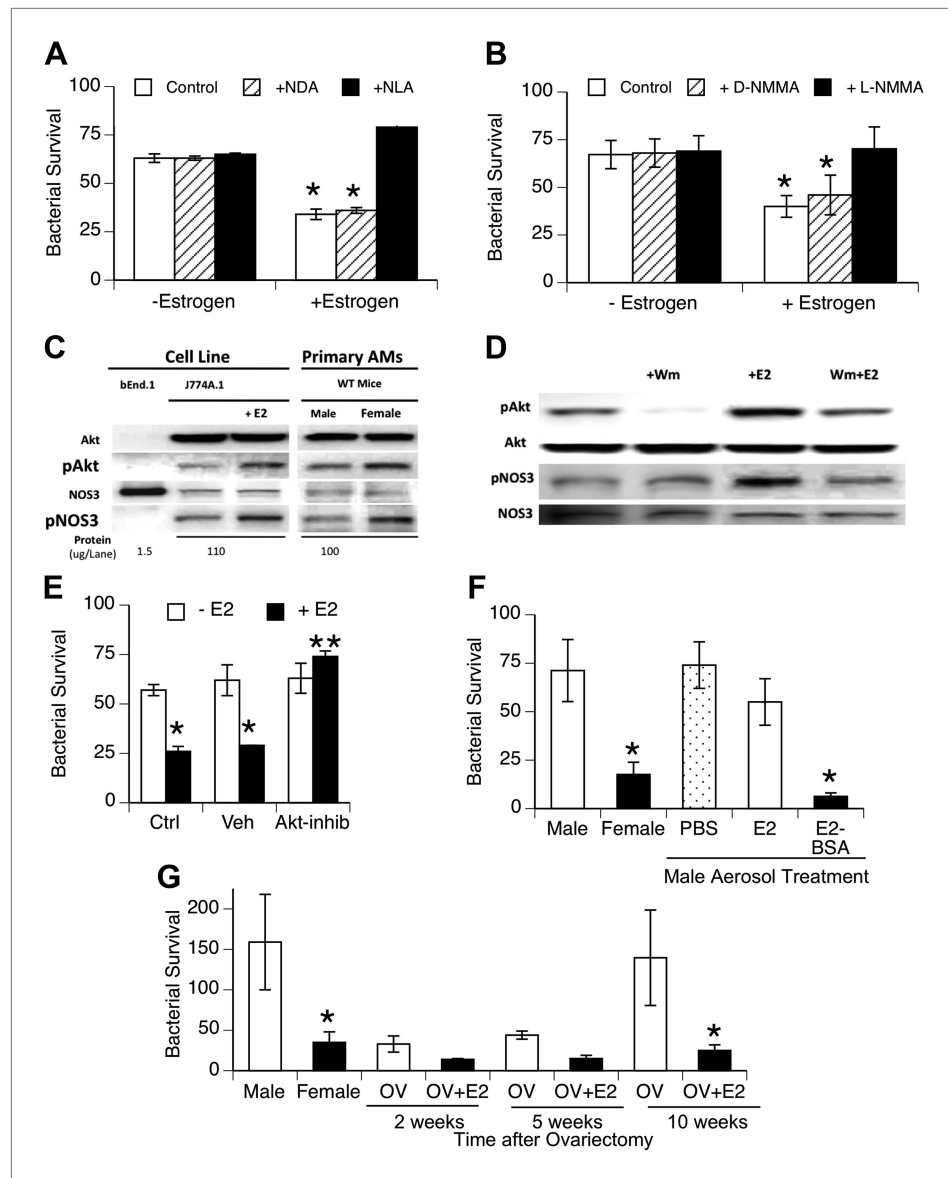 A
Control +NDA +NLA
Bacterial Survival
75
50
25
0
-Estrogen +Estrogen
* *
B
Control + D-NMMA + L-NMMA
Bacterial Survival
100
75
50
25
0
- Estrogen + Estrogen
* *
C
Cell Line Primary AMs
bEnd.1 J774A.1 WT Mice
+ E2 Male Female
Akt
pAkt
NOS3
pNOS3
Protein
(ug/Lane) 1.5 110 100
D
+Wm +E2 Wm+E2
pAkt
Akt
pNOS3
NOS3
E
- E2 + E2
Bacterial Survival
100
75
50
25
0
* * **
Ctrl Veh Akt-inhib
F
Bacterial Survival
100
75
50
25
0
* *
Male Female PBS E2 E2-
BSA
Male Aerosol Treatment
G
Bacterial Survival
200
150
100
50
0
* *
Male Female OV OV+E2 OV OV+E2 OV OV+E2
2 weeks 5 weeks 10 weeks
Time after Ovariectomy